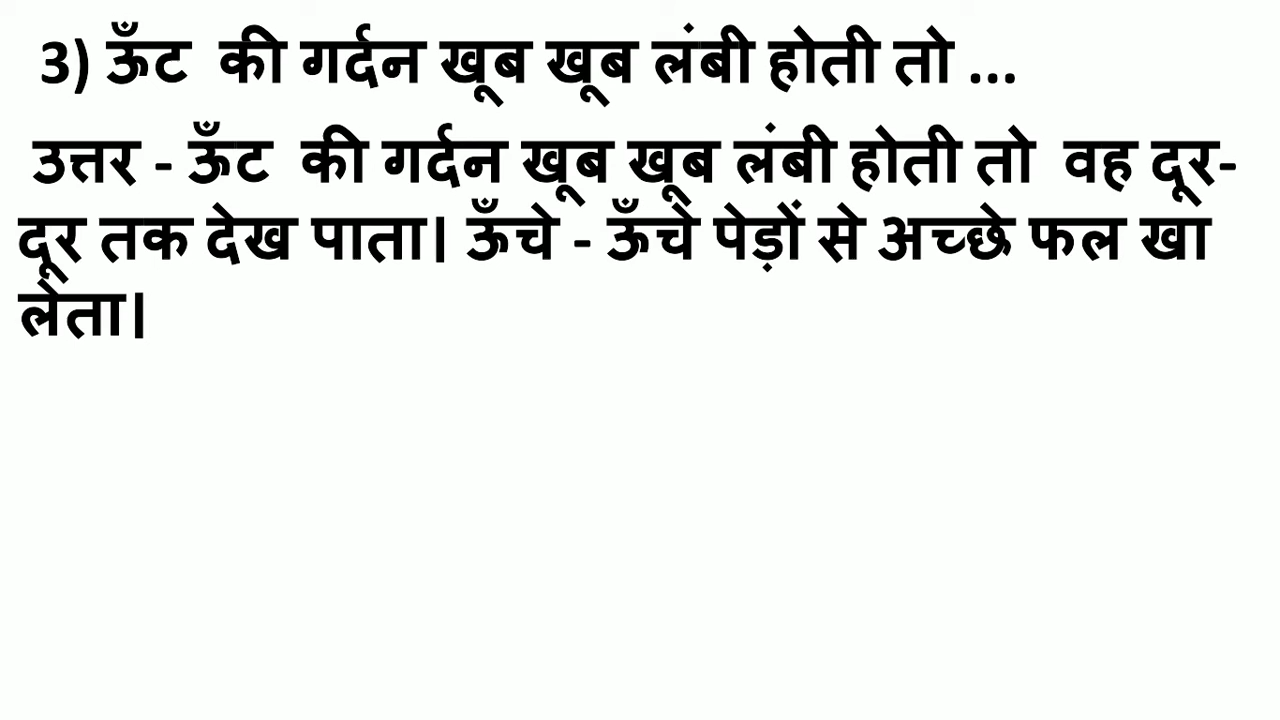 3) ऊँट की गर्दन खूब खूब लंबी होती तो ...
उत्तर - ऊँट की गर्दन खूब खूब लंबी होती तो वह दूर-
दूर तक देख पाता। ऊँचे - ऊँचे पेड़ों से अच्छे फल खा
लेता।